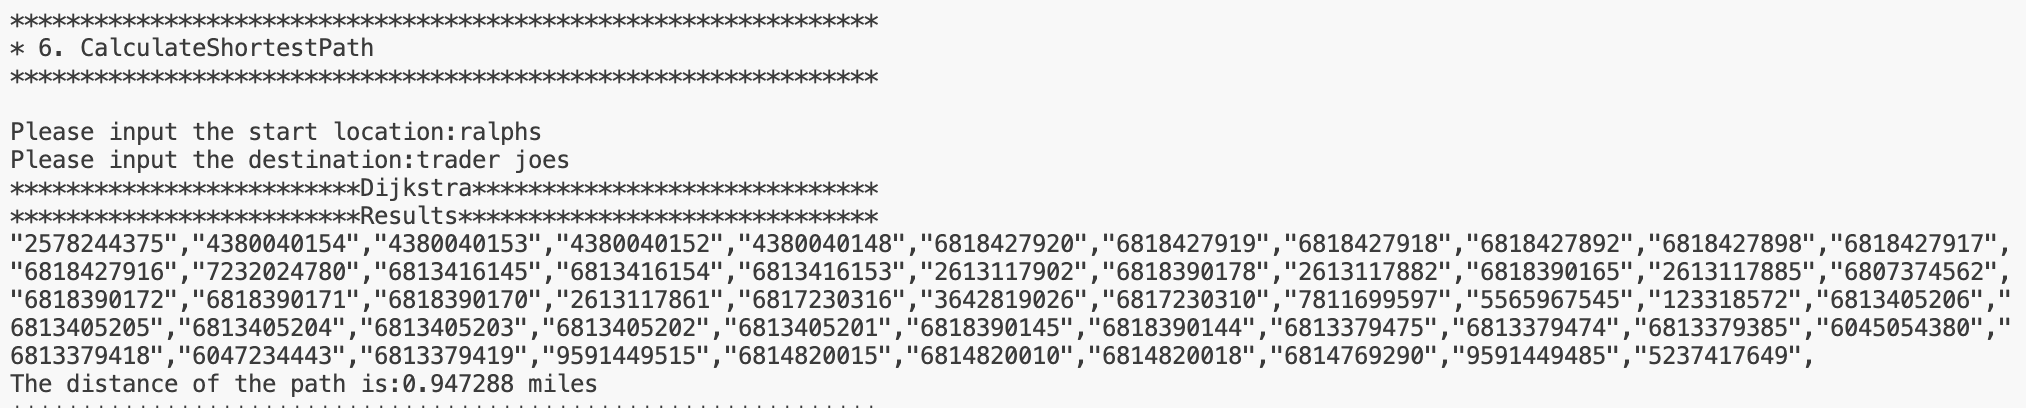 **************************************************************
* 6. CalculateShortestPath
**************************************************************
Please input the start location:ralphs
Please input the destination:trader joes
*************************Dijkstra*****************************
*************************Results******************************
"2578244375","4380040154","4380040153","4380040152","4380040148","6818427920","6818427919","6818427918","6818427892","6818427898","6818427917",
"6818427916","7232024780","6813416145","6813416154","6813416153","2613117902","6818390178","2613117882","6818390165","2613117885","6807374562",
"6818390172","6818390171","6818390170","2613117861","6817230316","3642819026","6817230310","7811699597","5565967545","123318572","6813405206","
6813405205","6813405204","6813405203","6813405202","6813405201","6818390145","6818390144","6813379475","6813379474","6813379385","6045054380","
6813379418","6047234443","6813379419","9591449515","6814820015","6814820010","6814820018","6814769290","9591449485","5237417649",
The distance of the path is:0.947288 miles